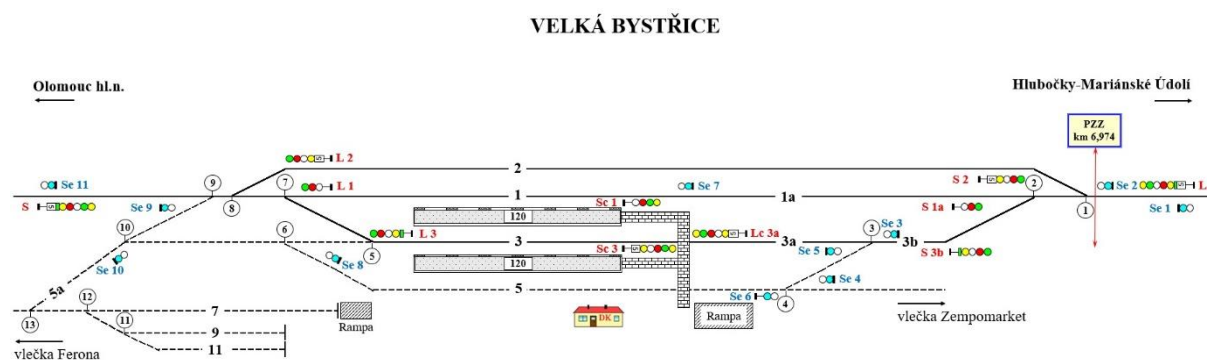 VELKÁ BYSTŘICE
Olomouc hl.n.
Hlubočky-Mariánské Údolí
PZZ
km 6,974
L 2
2
Se 11
9
7
L 1
1
Se 7
1a
S 2
2
Se 2
L
S
Se 9
8
Sc 1
S 1a
1
Se 1
120
10
6
L 3
3
Lc 3a
3a
3
Se 3
3b
5
Sc 3
Se 5
S 3b
Se 10
Se 8
120
5a
5
Se 4
Se 6
4
12
7
13
11
9
11
Rampa
DK
Rampa
vlečka Zempomarket
vlečka Ferona